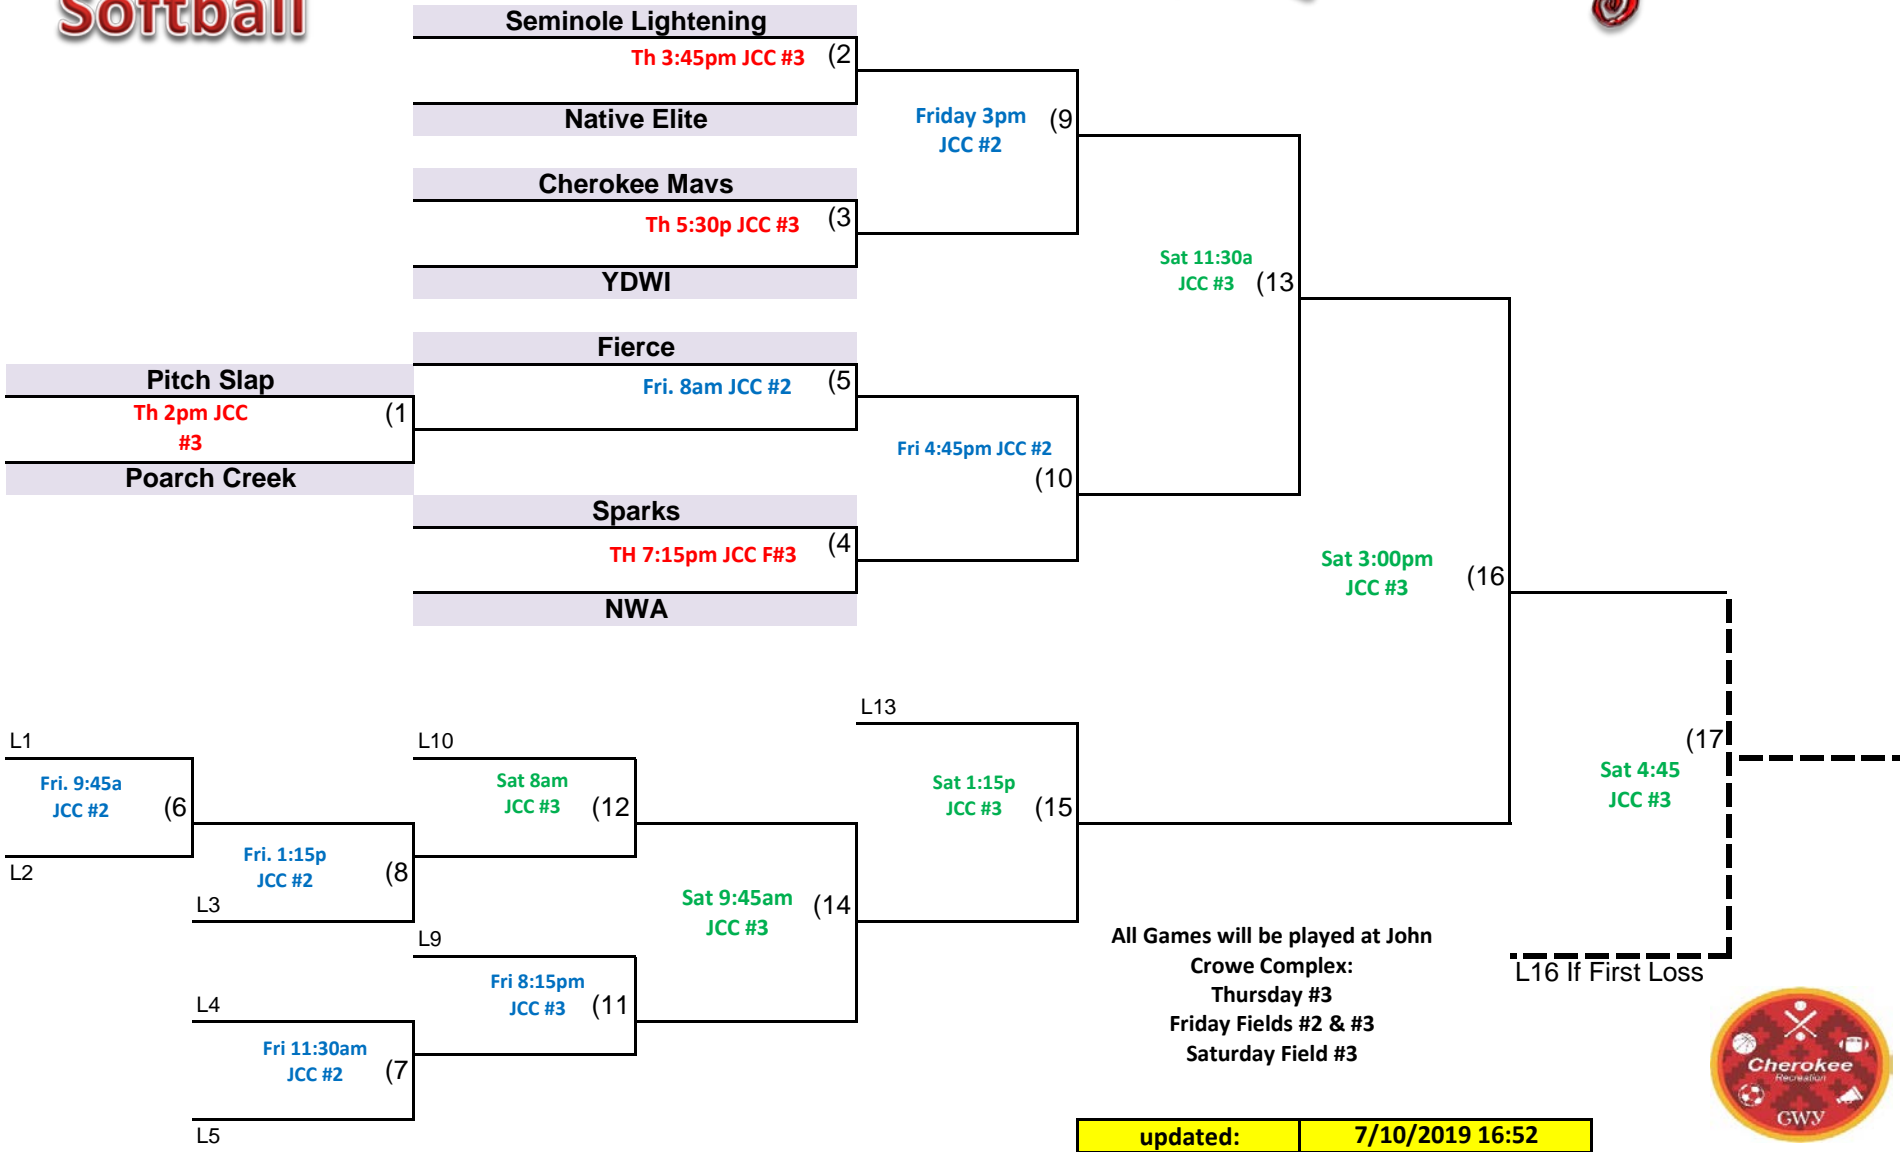 Softball
Seminole Lightening
Th 3:45pm JCC #3 (2
Native Elite
Friday 3pm (9
JCC #2
Cherokee Mavs
Th 5:30p JCC #3 (3
YDWI
Sat 11:30a
JCC #3 (13
Fierce
Pitch Slap
Fri. 8am JCC #2 (5
Th 2pm JCC (1
#3
Poarch Creek
Fri 4:45pm JCC #2
(10
Sparks
TH 7:15pm JCC F#3 (4
NWA
Sat 3:00pm
JCC #3 (16
L13
L1
L10
Fri. 9:45a
JCC #2 (6
L2
Sat 8am
JCC #3 (12
Sat 1:15p
JCC #3 (15
(17
Sat 4:45
JCC #3
Fri. 1:15p
JCC #2 (8
L3
Sat 9:45am (14
JCC #3
L9
Fri 8:15pm
JCC #3 (11
L4
Fri 11:30am
JCC #2 (7
L5
All Games will be played at John
Crowe Complex:
Thursday #3
Friday Fields #2 & #3
Saturday Field #3
L16 If First Loss
Cherokee
Recreation
ᏣᎳᎩ
updated: 7/10/2019 16:52